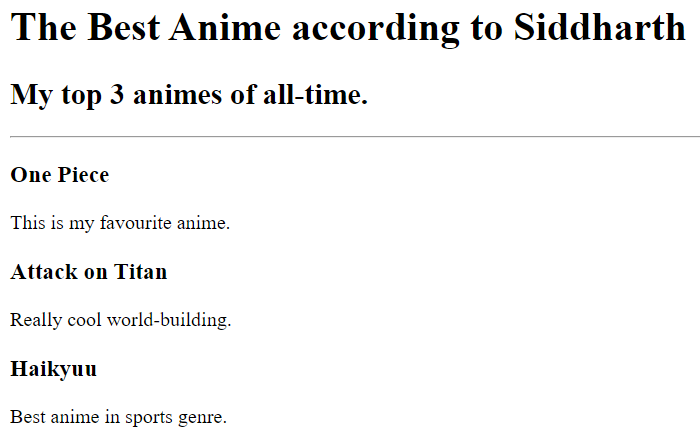 The Best Anime according to Siddharth
My top 3 animes of all-time.
One Piece
This is my favourite anime.
Attack on Titan
Really cool world-building.
Haikyuu
Best anime in sports genre.